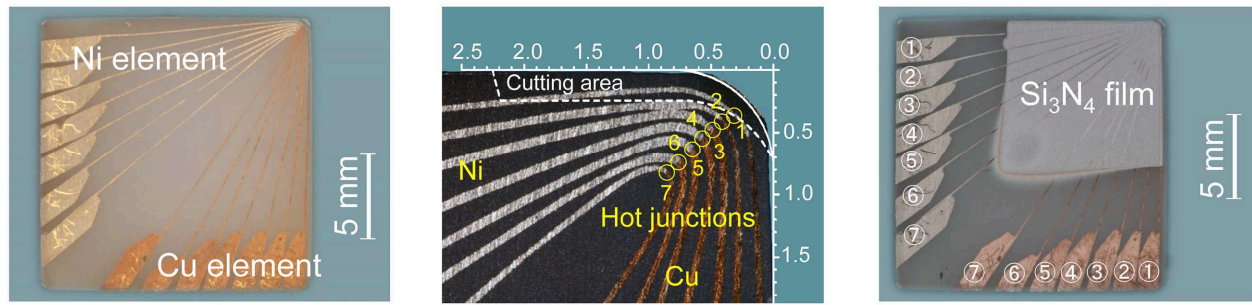 Ni element
5 mm
Cu element
2.5 2.0 1.5 1.0 0.5 0.0
Cutting area
0.5
1.0
1.5
2
1
4
3
6
5
7
Ni
Hot junctions
Cu
①
②
③
④
⑤
⑥
⑦
Si₃N₄ film
5 mm
⑦ ⑥ ⑤ ④ ③ ② ①